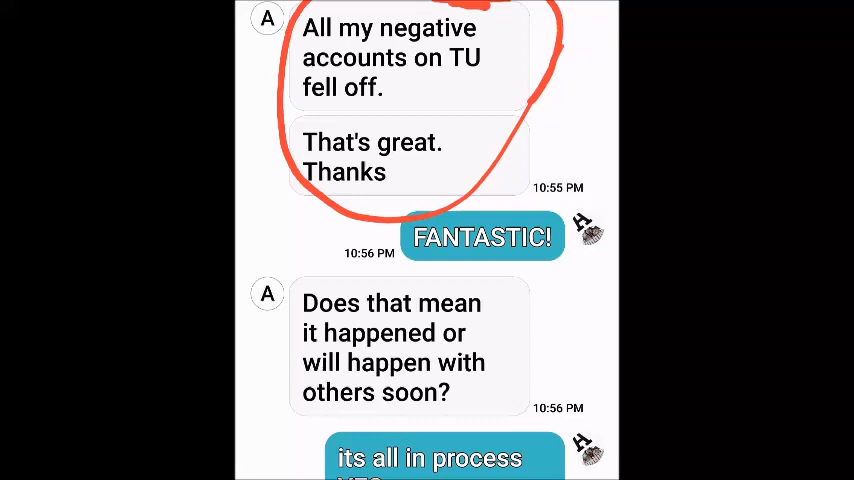 A
All my negative
accounts on TU
fell off.
That's great.
Thanks
10:55 PM
FANTASTIC!
10:56 PM
A
Does that mean
it happened or
will happen with
others soon?
10:56 PM
its all in process